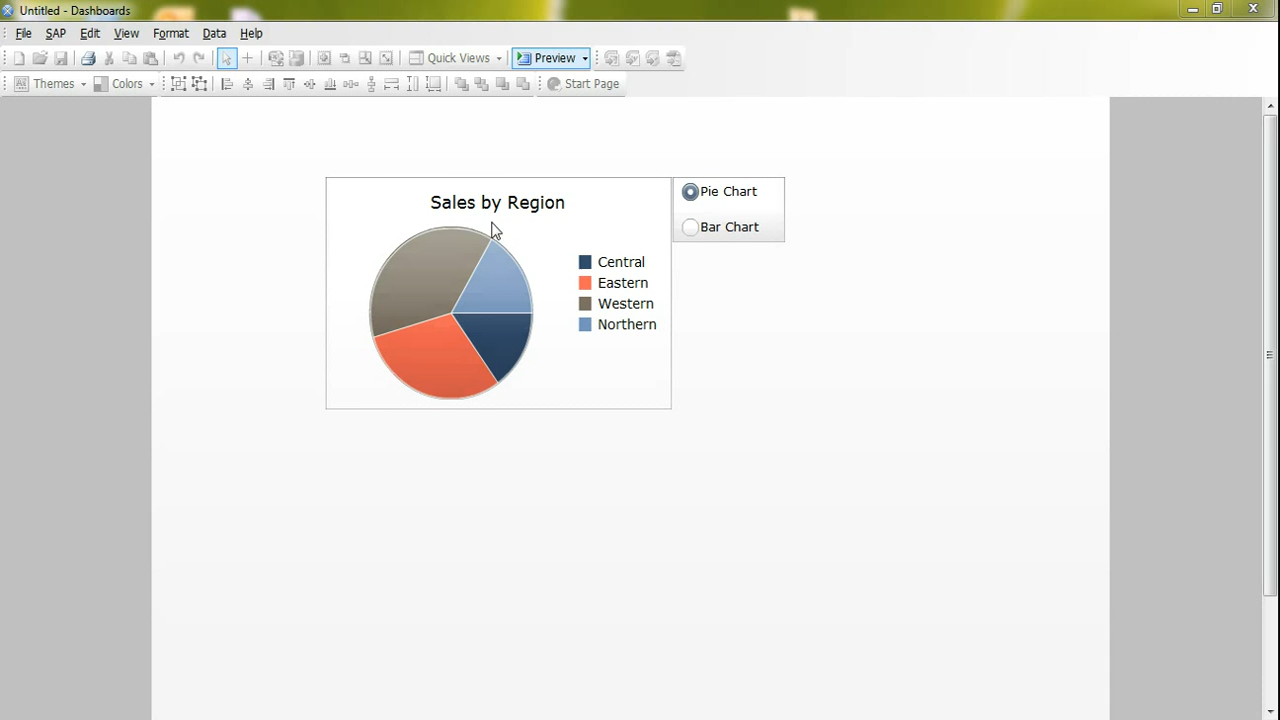 Untitled - Dashboards
File SAP Edit View Format Data Help
Quick Views Preview
Themes Colors Start Page
Sales by Region
Pie Chart
Bar Chart
Central
Eastern
Western
Northern